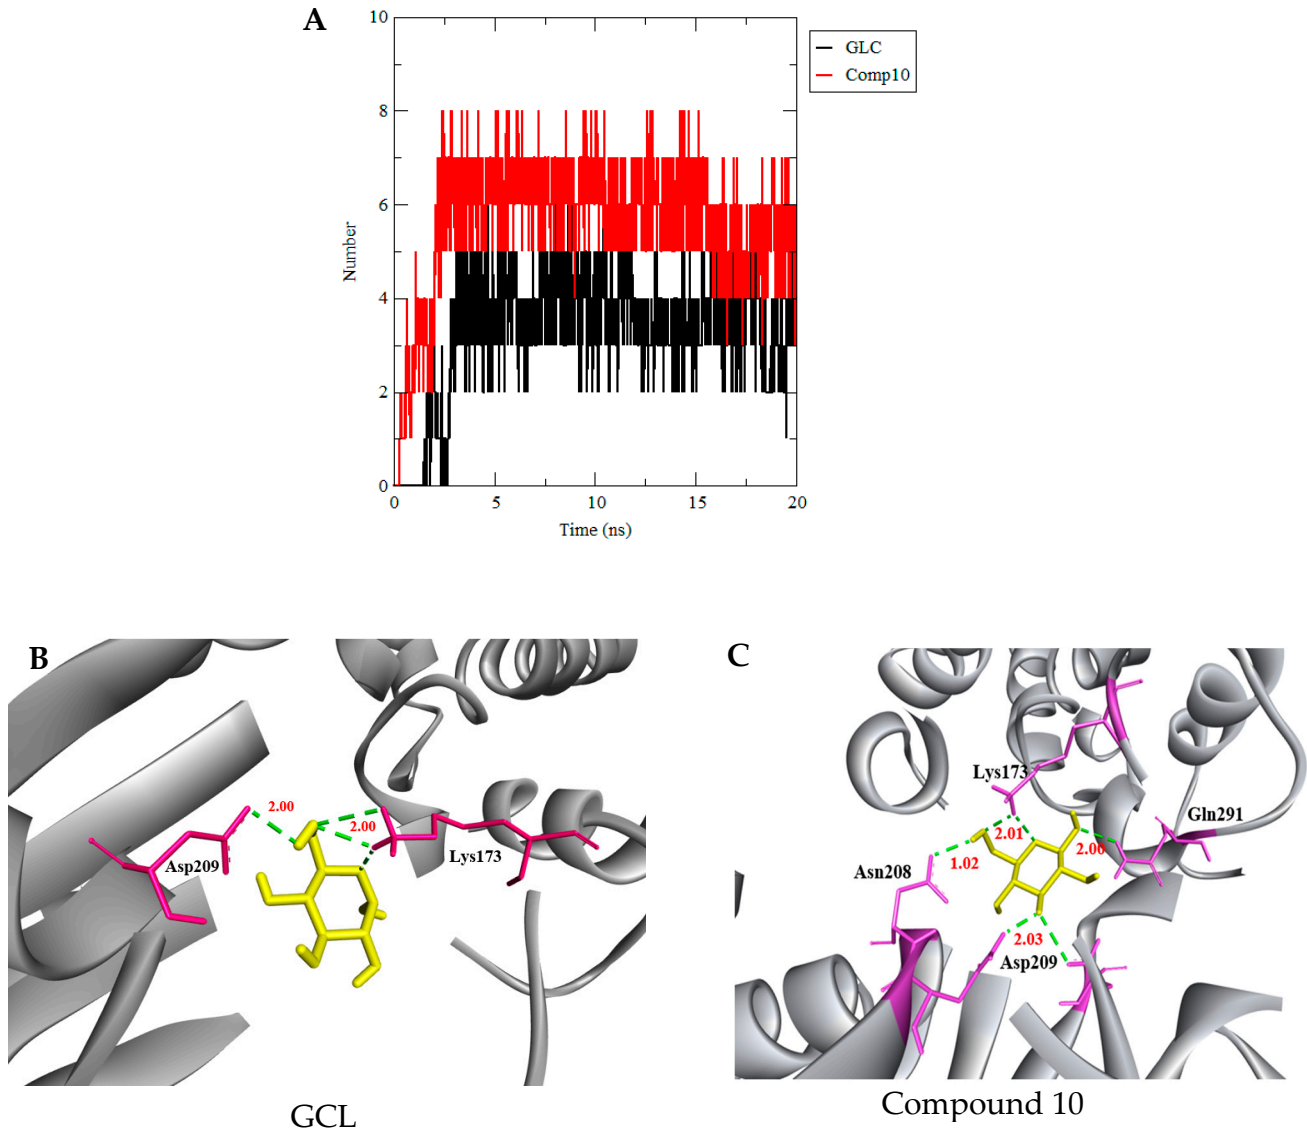 A
10
8
6
4
2
0
Number
0 5 10 15 20
Time (ns)
GLC
Comp10
B
2.00
2.00
Asp209
Lys173
GCL
C
Lys173
Gln291
2.01
2.00
1.02
Asn208
2.03
Asp209
Compound 10